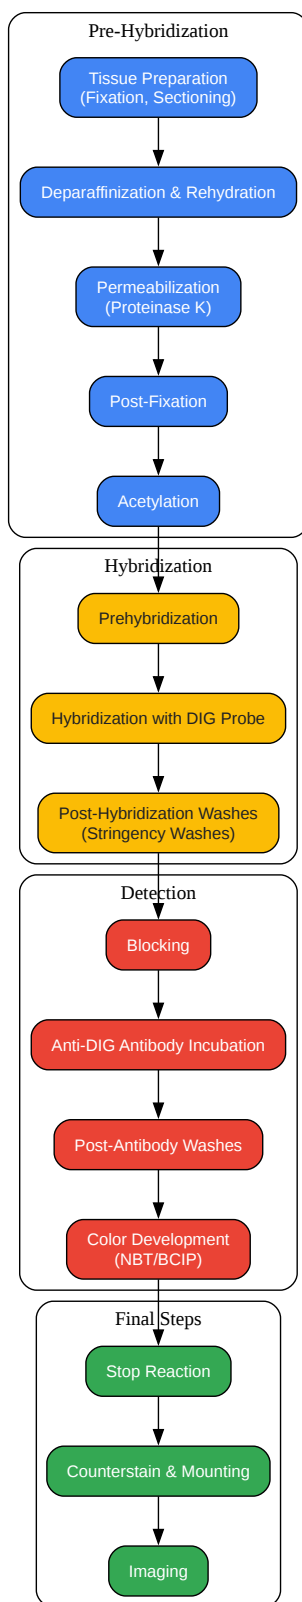 Pre-Hybridization
Tissue Preparation
(Fixation, Sectioning)
Deparaffinization & Rehydration
Permeabilization
(Proteinase K)
Post-Fixation
Acetylation
Hybridization
Prehybridization
Hybridization with DIG Probe
Post-Hybridization Washes
(Stringency Washes)
Detection
Blocking
Anti-DIG Antibody Incubation
Post-Antibody Washes
Color Development
(NBT/BCIP)
Final Steps
Stop Reaction
Counterstain & Mounting
Imaging